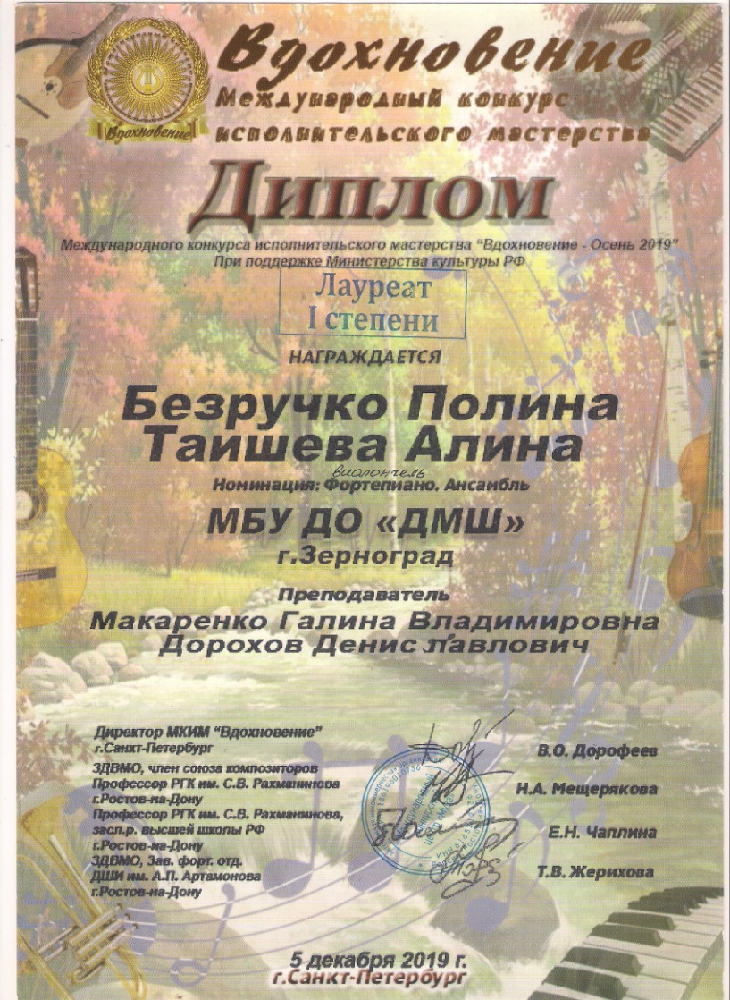 Вдохновение
Международный конкурс
исполнительского мастерства
Вдохновение
Диплом
Международного конкурса исполнительского мастерства "Вдохновение - Осень 2019"
При поддержке Министерства культуры РФ
Лауреат
I степени
НАГРАЖДАЕТСЯ
Безручко Полина
Таишева Алина
виолончель
Номинация: Фортепиано. Ансамбль
МБУ ДО «ДМШ»
г.Зерноград
Преподаватель
Макаренко Галина Владимировна
Дорохов Денис Павлович
Директор МКИМ "Вдохновение"
г.Санкт-Петербург
В.О. Дорофеев
ЗДВМО, член союза композиторов
Профессор РГК им. С.В. Рахманинова
г.Ростов-на-Дону
Н.А. Мещерякова
Профессор РГК им. С.В. Рахманинова,
засл.р. высшей школы РФ
г.Ростов-на-Дону
Е.Н. Чаплина
ЗДВМО, Зав. форт. отд.
ДШИ им. А.П. Артамонова
г.Ростов-на-Дону
Т.В. Жерихова
5 декабря 2019 г.
г.Санкт-Петербург